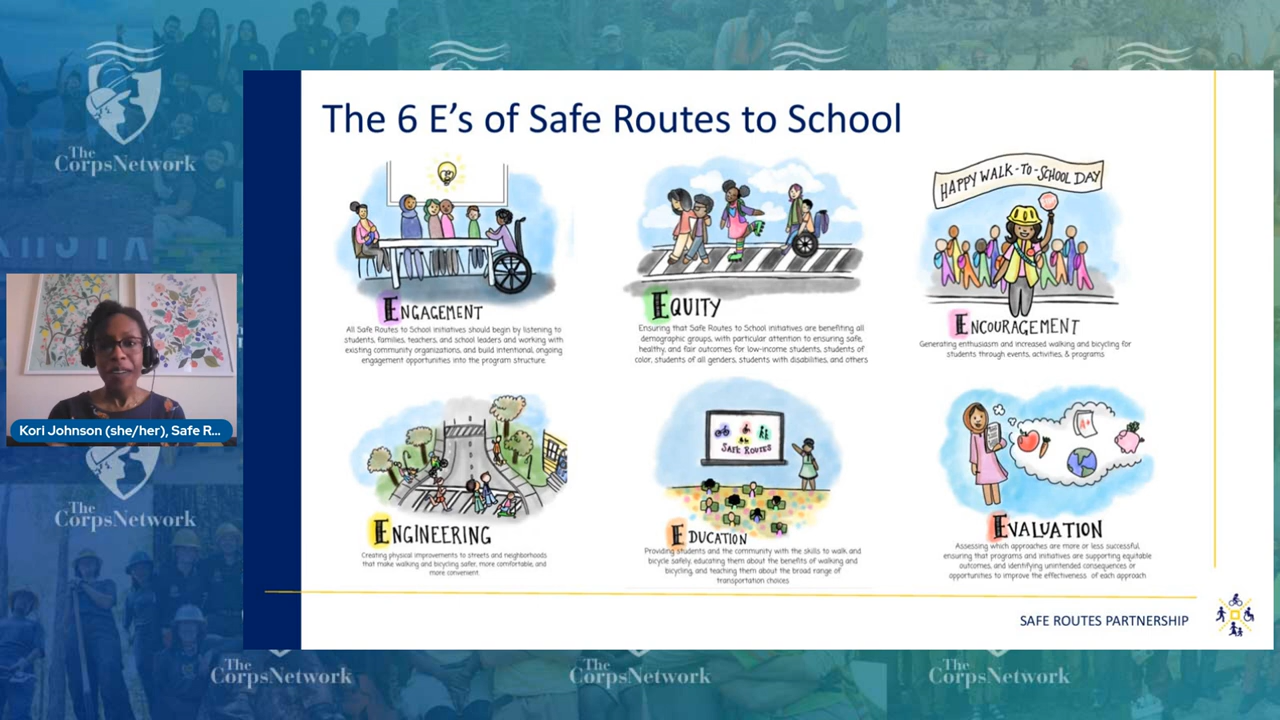 The 6 E's of Safe Routes to School
The
CorpsNetwork
HAPPY WALK-TO-SCHOOL DAY
ENGAGEMENT
All Safe Routes to School initiatives should begin by listening to
students, families, teachers, and school leaders and working with
existing community organizations, and build intentional, ongoing
engagement opportunities into the program structure.
EQUITY
Ensuring that Safe Routes to School initiatives are benefiting all
demographic groups, with particular attention to ensuring safe,
healthy, and fair outcomes for low-income students, students of
color, students of all genders, students with disabilities, and others
ENCOURAGEMENT
Generating enthusiasm and increased walking and bicycling for
students through events, activities, & programs
Kori Johnson (she/her), Safe R...
SAFE ROUTES
A+
ENGINEERING
Creating physical improvements to streets and neighborhoods
that make walking and bicycling safer, more comfortable, and
more convenient
EDUCATION
Providing students and the community with the skills to walk and
bicycle safely, educating them about the benefits of walking and
bicycling, and teaching them about the broad range of
transportation choices
EVALUATION
Assessing which approaches are more or less successful,
ensuring that programs and initiatives are supporting equitable
outcomes, and identifying unintended consequences or
opportunities to improve the effectiveness of each approach
The
CorpsNetwork
SAFE ROUTES PARTNERSHIP
The
CorpsNetwork
The
CorpsNetwork
The
CorpsNetwork